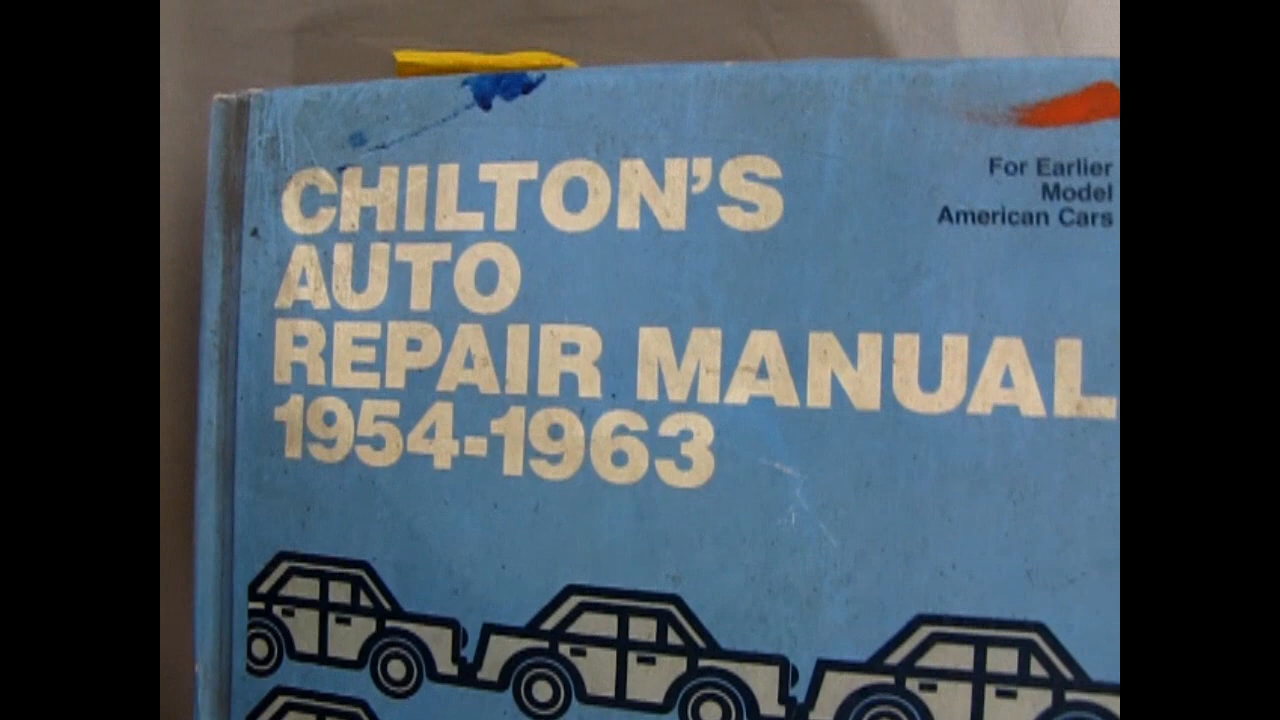 CHILTON'S
AUTO
REPAIR MANUAL
1954-1963
For Earlier
Model
American Cars